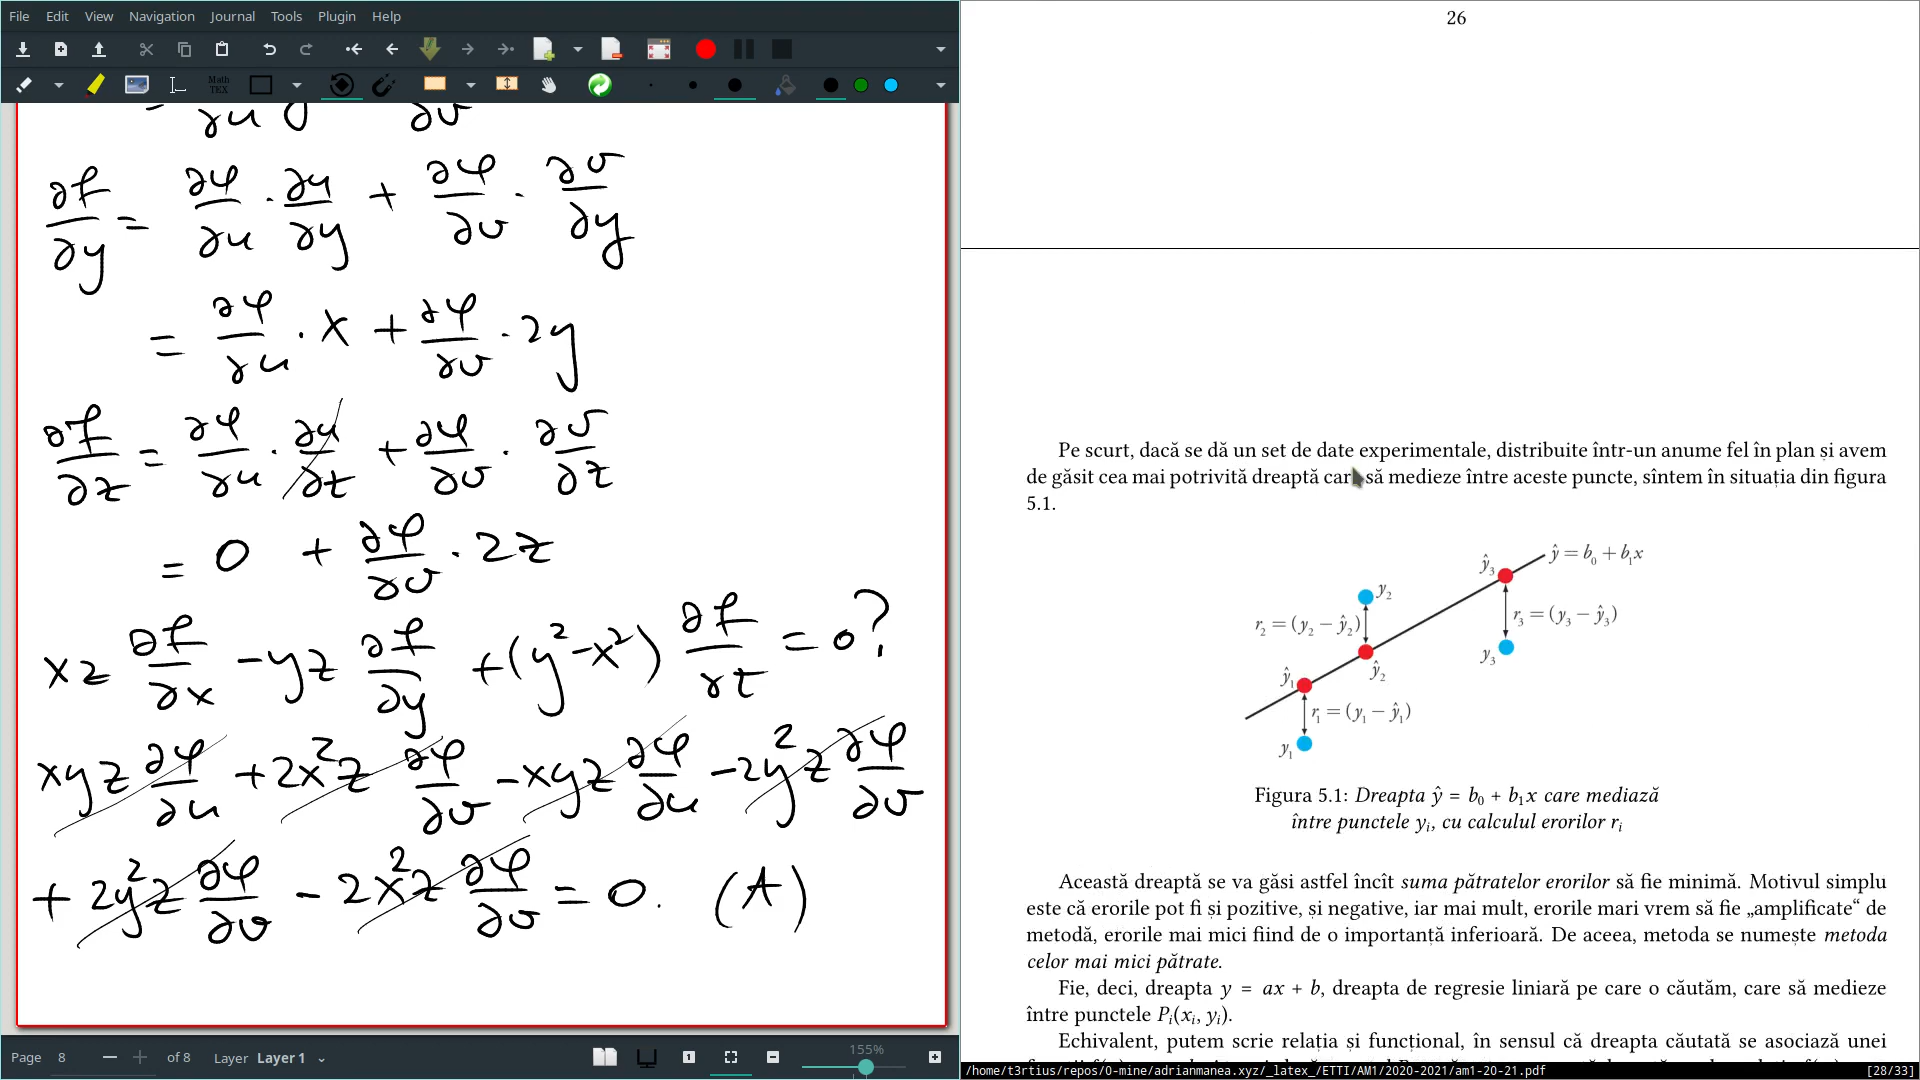 File Edit View Navigation Journal Tools Plugin Help
Math TEX
∂f/∂y = ∂φ/∂u · ∂u/∂y + ∂φ/∂v · ∂v/∂y
= ∂φ/∂u · x + ∂φ/∂v · 2y
∂f/∂z = ∂φ/∂u · ∂u/∂t + ∂φ/∂v · ∂v/∂z
= 0 + ∂φ/∂v · 2z
xz ∂f/∂x - yz ∂f/∂y + (y² - x²) ∂f/∂t = 0?
xyz ∂φ/∂u + 2x²z ∂φ/∂v - xyz ∂φ/∂u - 2y²z ∂φ/∂v
+ 2y²z ∂φ/∂v - 2x²z ∂φ/∂v = 0. (A)
Page 8 of 8 Layer Layer 1 155%
26
Pe scurt, dacă se dă un set de date experimentale, distribuite într-un anume fel în plan și avem
de găsit cea mai potrivită dreaptă care să medieze între aceste puncte, sîntem în situația din figura
5.1.
ŷ = b₀ + b₁x
ŷ₃
y₂
r₂ = (y₂ − ŷ₂)
r₃ = (y₃ − ŷ₃)
y₃
ŷ₂
ŷ₁
r₁ = (y₁ − ŷ₁)
y₁
Figura 5.1: Dreapta ŷ = b₀ + b₁x care mediază
între punctele yᵢ, cu calculul erorilor rᵢ
Această dreaptă se va găsi astfel încît suma pătratelor erorilor să fie minimă. Motivul simplu
este că erorile pot fi și pozitive, și negative, iar mai mult, erorile mari vrem să fie „amplificate“ de
metodă, erorile mai mici fiind de o importanță inferioară. De aceea, metoda se numește metoda
celor mai mici pătrate.
Fie, deci, dreapta y = ax + b, dreapta de regresie liniară pe care o căutăm, care să medieze
între punctele Pᵢ(xᵢ, yᵢ).
Echivalent, putem scrie relația și funcțional, în sensul că dreapta căutată se asociază unei
/home/t3rtius/repos/0-mine/adrianmanea.xyz/_latex_/ETTI/AM1/2020-2021/am1-20-21.pdf [28/33]